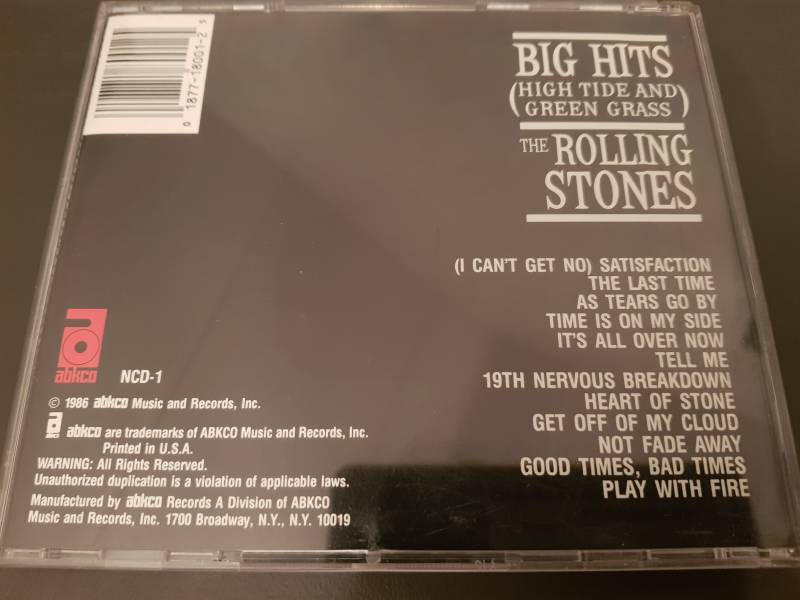 0 1877-18001-2 5
BIG HITS
(HIGH TIDE AND
GREEN GRASS)
THE ROLLING
STONES
(I CAN'T GET NO) SATISFACTION
THE LAST TIME
AS TEARS GO BY
TIME IS ON MY SIDE
IT'S ALL OVER NOW
TELL ME
19TH NERVOUS BREAKDOWN
HEART OF STONE
GET OFF OF MY CLOUD
NOT FADE AWAY
GOOD TIMES, BAD TIMES
PLAY WITH FIRE
abkco
NCD-1
© 1986 abkco Music and Records, Inc.
abkco are trademarks of ABKCO Music and Records, Inc.
Printed in U.S.A.
WARNING: All Rights Reserved.
Unauthorized duplication is a violation of applicable laws.
Manufactured by abkco Records A Division of ABKCO
Music and Records, Inc. 1700 Broadway, N.Y., N.Y. 10019